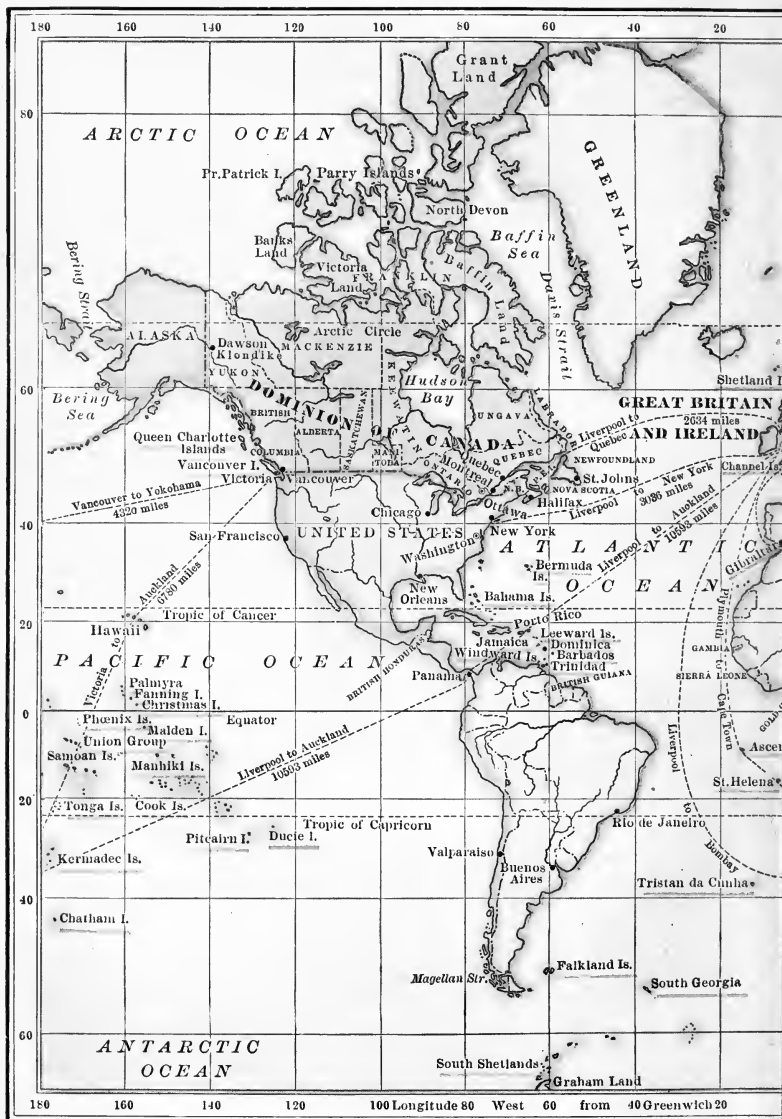 180 160 140 120 100 80 60 40 20
80
Grant
Land
ARCTIC OCEAN
GREENLAND
Pr. Patrick I.
Parry Islands
North Devon
Baffin
Sea
Banks
Land
Victoria
Land
FRANKLIN
Baffin Land
Davis Strait
Bering Strait
Arctic Circle
ALASKA
Dawson
Klondike
MACKENZIE
YUKON
KEEWATIN
Hudson
Bay
Bering
Sea
60
Shetland I
DOMINION OF CANADA
UNGAVA
LABRADOR
GREAT BRITAIN
AND IRELAND
Liverpool to
Quebec
2634 miles
BRITISH
COLUMBIA
ALBERTA
SASKATCHEWAN
MANI
TOBA
ONTARIO
QUEBEC
Queen Charlotte
Islands
Quebec
Montreal
Ottawa
N.B.
NEWFOUNDLAND
St. Johns
NOVA SCOTIA
Halifax
Channel Is.
Vancouver I.
Victoria
Vancouver
Vancouver to Yokohama
4320 miles
Liverpool to New York
3036 miles
Liverpool to Auckland
10593 miles
40
Chicago
New York
San Francisco
UNITED STATES
Washington
ATLANTIC
OCEAN
Gibraltar
Bermuda
Is.
New
Orleans
Bahama Is.
Victoria to Auckland
6780 miles
Tropic of Cancer
20
Hawaii
Porto Rico
Jamaica
Leeward Is.
Dominica
Windward Is.
Barbados
Trinidad
GAMBIA
SIERRA LEONE
PACIFIC OCEAN
BRITISH HONDURAS
Panama
BRITISH GUIANA
Plymouth to Cape Town
Palmyra
Fanning I.
Christmas I.
0
Equator
Phœnix Is.
Malden I.
Union Group
Samoan Is.
Manhiki Is.
Liverpool to Auckland
10593 miles
Liverpool to Bombay
Ascen
St. Helena
20
Tonga Is.
Cook Is.
Tropic of Capricorn
Pitcairn I.
Ducie I.
Rio de Janeiro
Kermadec Is.
Valparaiso
Buenos
Aires
40
Tristan da Cunha
Chatham I.
Magellan Str.
Falkland Is.
South Georgia
60
ANTARCTIC
OCEAN
South Shetlands
Graham Land
180 160 140 120 100 Longitude 80 West 60 from 40 Greenwich 20